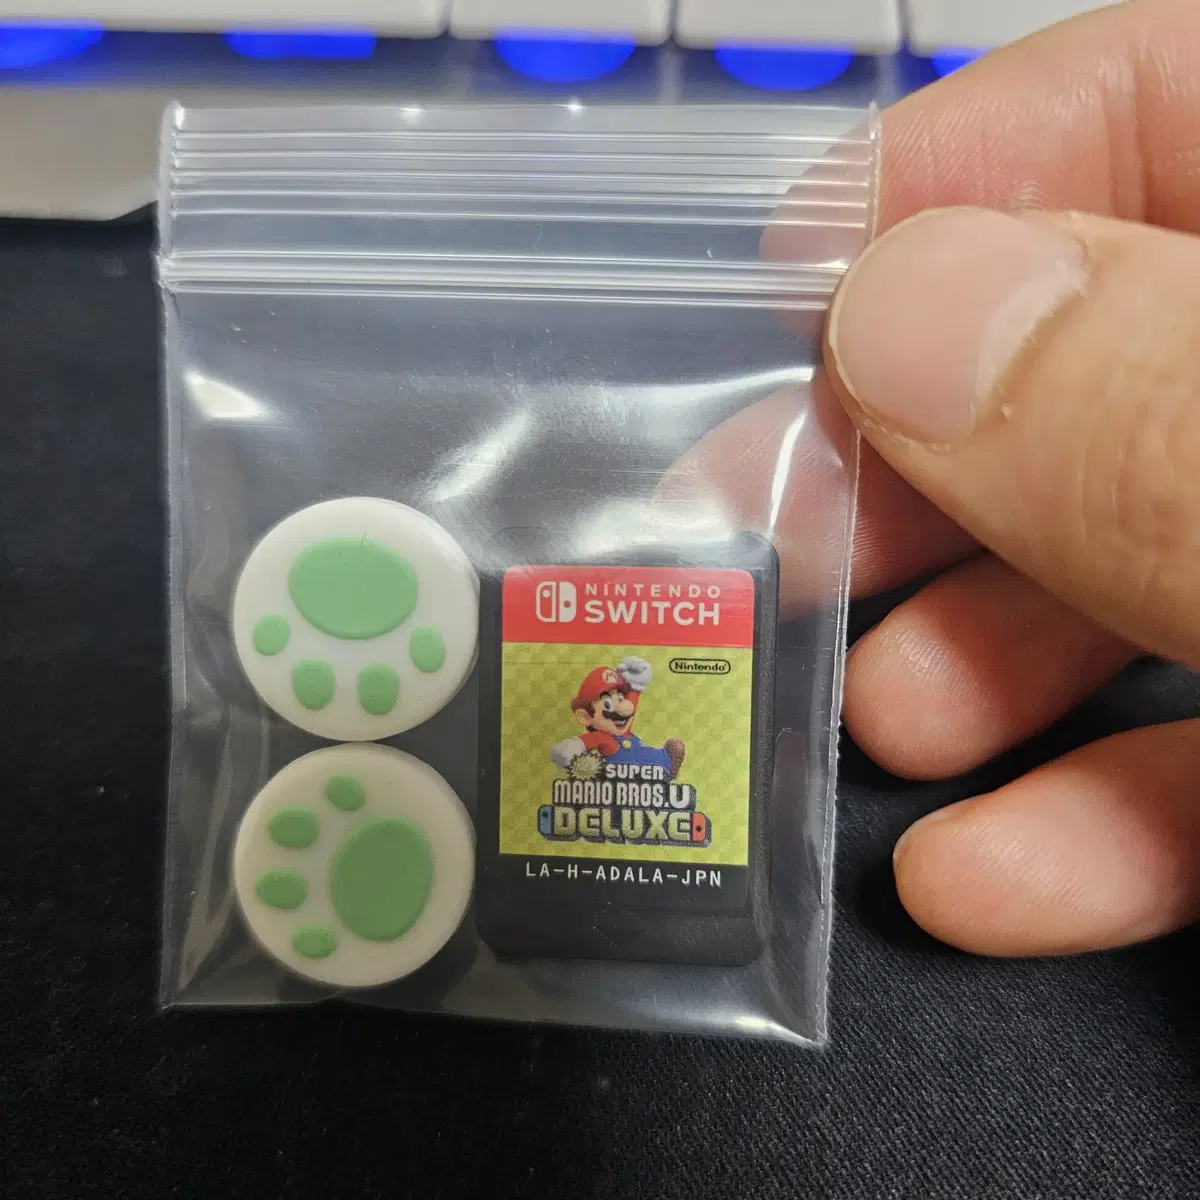 NINTENDO
SWITCH
Nintendo
SUPER
MARIO BROS.U
DELUXE
LA-H-ADALA-JPN